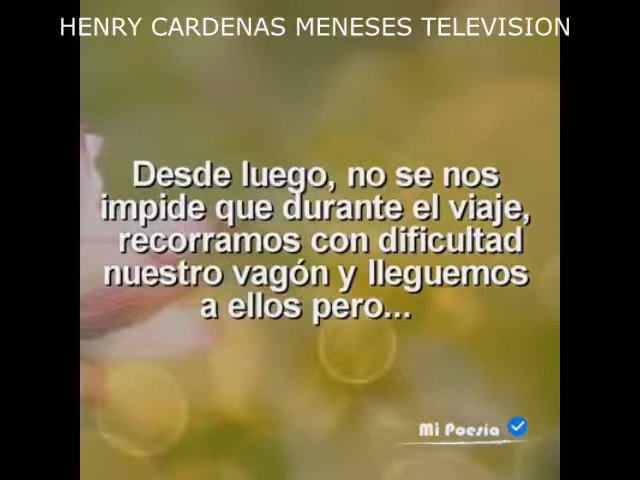 HENRY CARDENAS MENESES TELEVISION
Desde luego, no se nos
impide que durante el viaje,
recorramos con dificultad
nuestro vagón y lleguemos
a ellos pero...
Mi Poesía